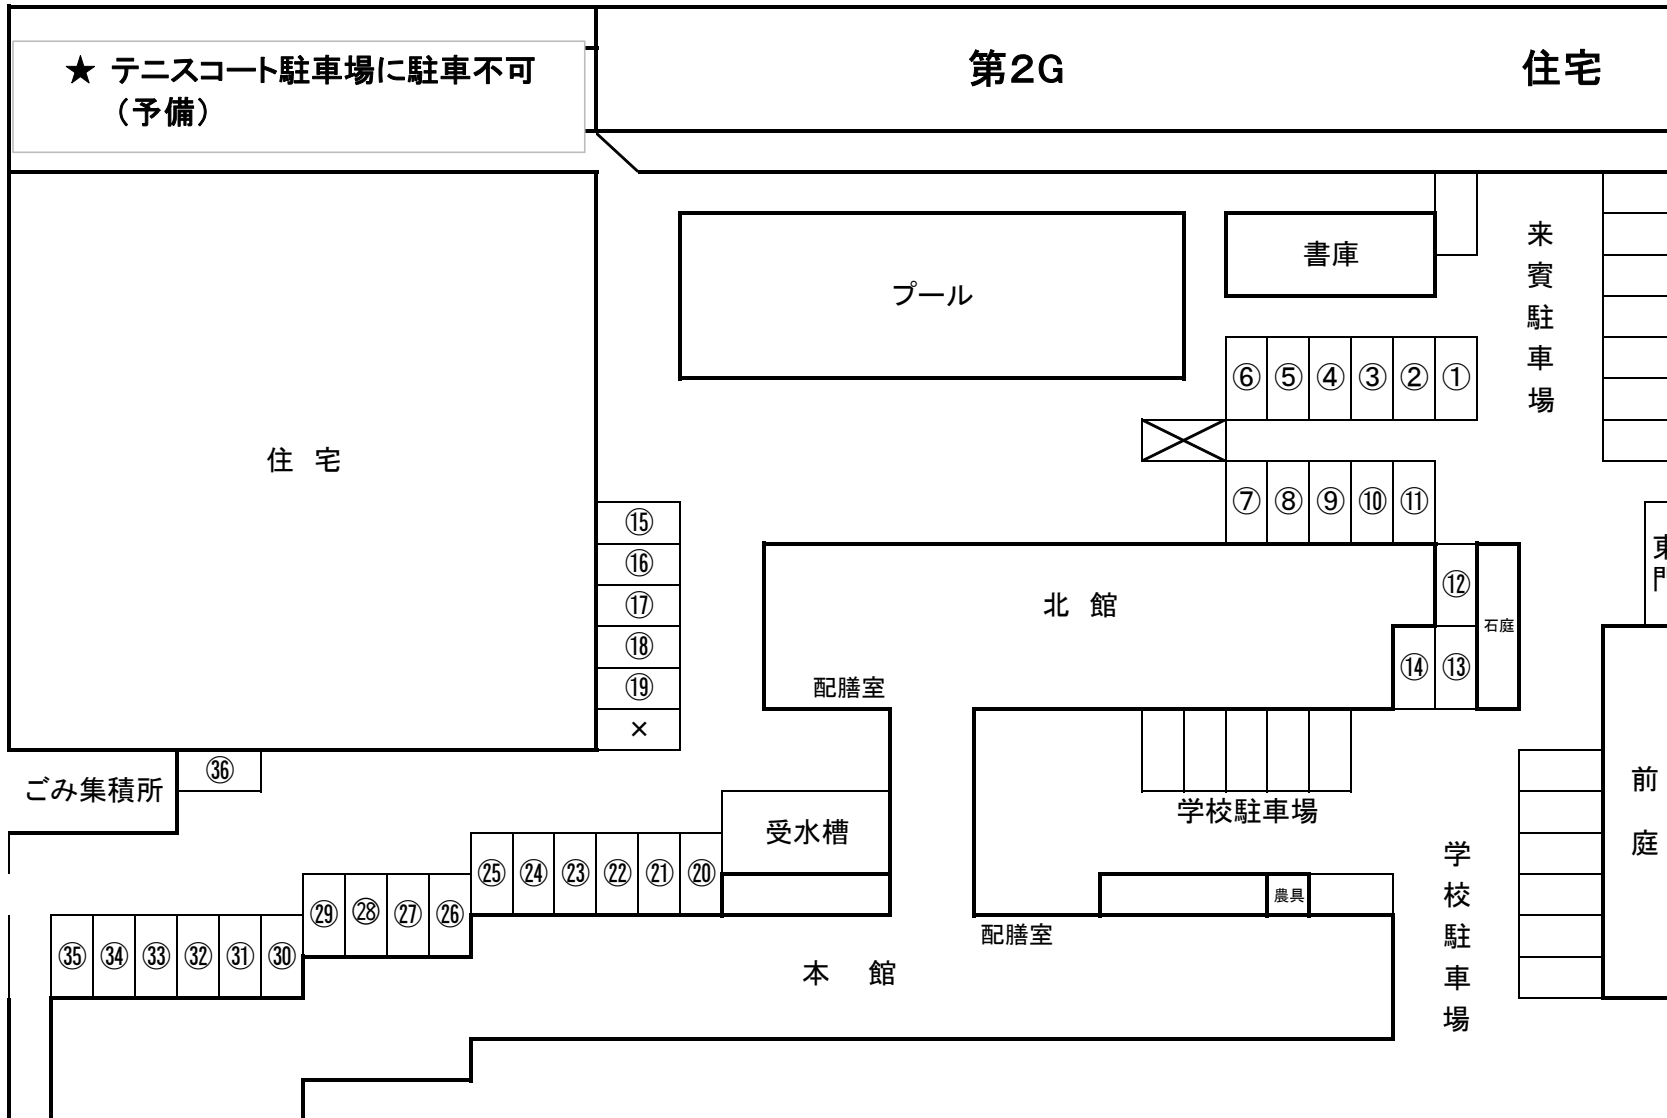 ★ テニスコート駐車場に駐車不可
(予備)
第2G
住宅
来賓駐車場
書庫
プール
⑥ ⑤ ④ ③ ② ①
住 宅
⑦ ⑧ ⑨ ⑩ ⑪
⑮
⑯
⑰
⑱
⑲
×
北 館
⑫
石庭
⑭ ⑬
配膳室
東門
ごみ集積所
㊱
学校駐車場
前庭
受水槽
㉕ ㉔ ㉓ ㉒ ㉑ ⑳
学校駐車場
農具
㉙ ㉘ ㉗ ㉖
配膳室
㉟ ㉞ ㉝ ㉜ ㉛ ㉚
本 館